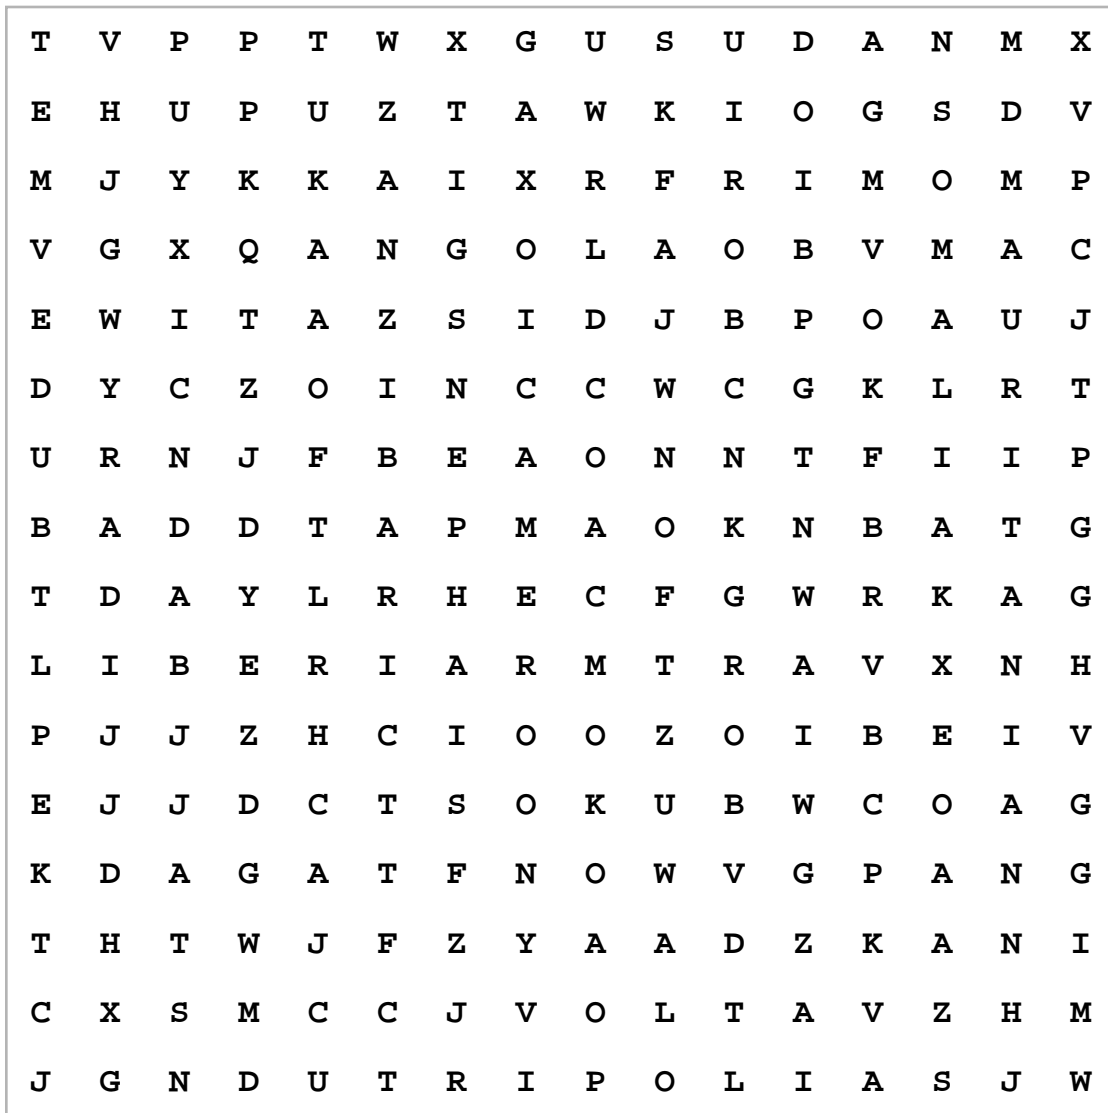 T V P P T W X G U S U D A N M X
E H U P U Z T A W K I O G S D V
M J Y K K A I X R F R I M O M P
V G X Q A N G O L A O B V M A C
E W I T A Z S I D J B P O A U J
D Y C Z O I N C C W C G K L R T
U R N J F B E A O N N T F I I P
B A D D T A P M A O K N B A T G
T D A Y L R H E C F G W R K A G
L I B E R I A R M T R A V X N H
P J J Z H C I O O Z O I B E I V
E J J D C T S O K U B W C O A G
K D A G A T F N O W V G P A N G
T H T W J F Z Y A A D Z K A N I
C X S M C C J V O L T A V Z H M
J G N D U T R I P O L I A S J W